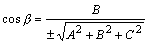 cos β = B / ±√(A² + B² + C²)